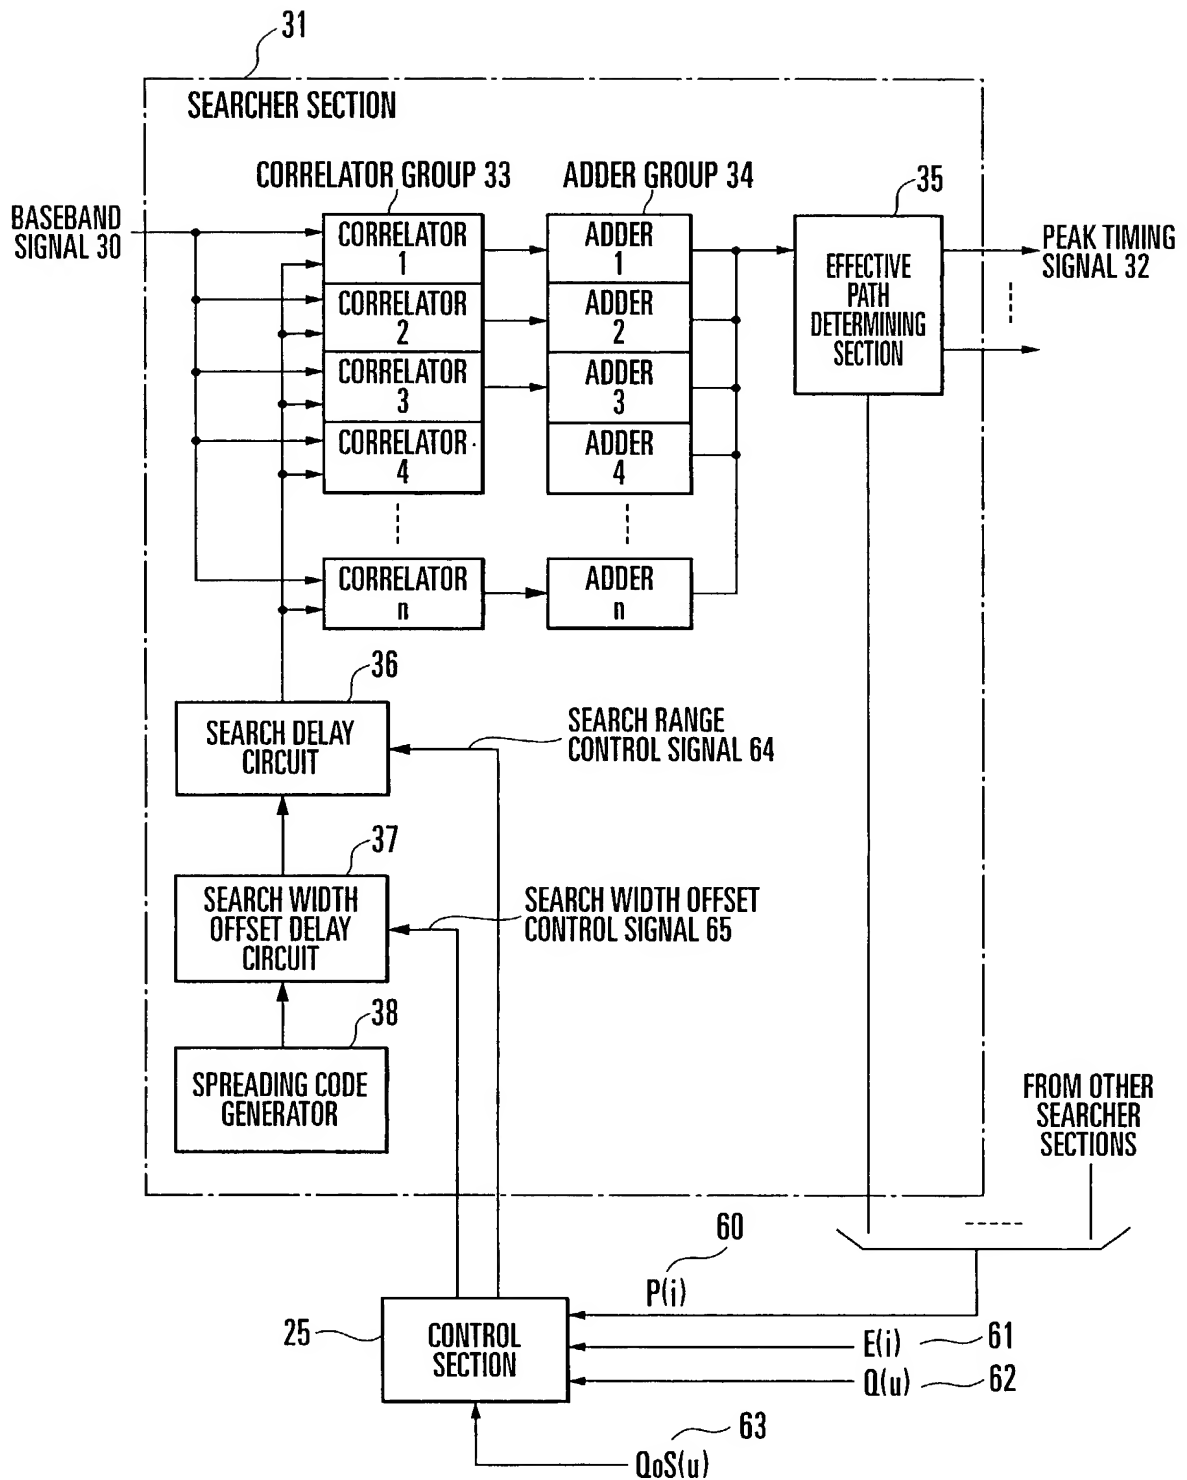 31
SEARCHER SECTION
CORRELATOR GROUP 33
ADDER GROUP 34
35
BASEBAND
SIGNAL 30
CORRELATOR
1
ADDER
1
EFFECTIVE
PATH
DETERMINING
SECTION
PEAK TIMING
SIGNAL 32
CORRELATOR
2
ADDER
2
CORRELATOR
3
ADDER
3
CORRELATOR
4
ADDER
4
CORRELATOR
n
ADDER
n
36
SEARCH DELAY
CIRCUIT
SEARCH RANGE
CONTROL SIGNAL 64
37
SEARCH WIDTH
OFFSET DELAY
CIRCUIT
SEARCH WIDTH OFFSET
CONTROL SIGNAL 65
38
SPREADING CODE
GENERATOR
FROM OTHER
SEARCHER
SECTIONS
60
P(i)
25
CONTROL
SECTION
E(i)
61
Q(u)
62
63
QoS(u)